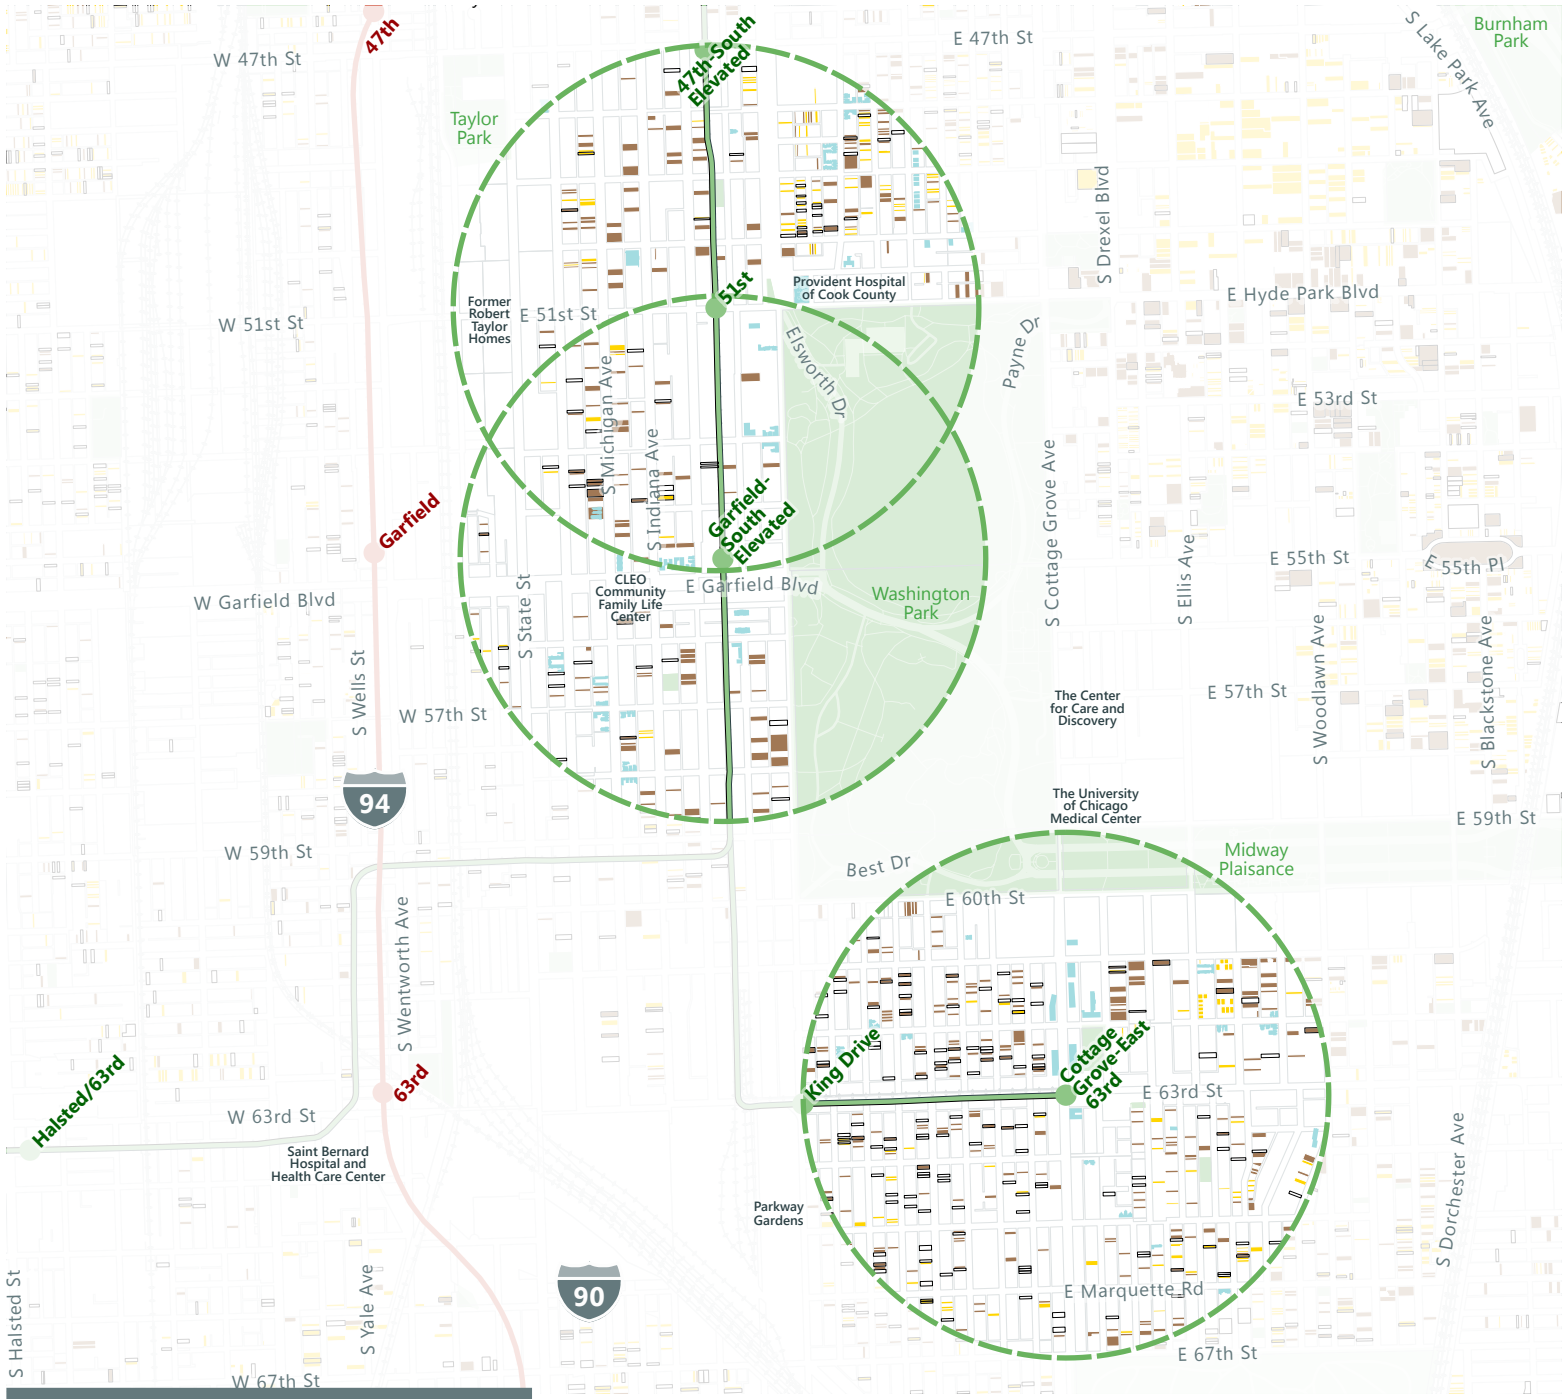 47th
W 47th St
47th-South
Elevated
E 47th St
S Lake Park Ave
Burnham
Park
Taylor
Park
S Drexel Blvd
Former
Robert
Taylor
Homes
E 51st St
W 51st St
51st
Provident Hospital
of Cook County
E Hyde Park Blvd
Elsworth Dr
Payne Dr
S Michigan Ave
S Indiana Ave
E 53rd St
Garfield
Garfield-
South
Elevated
S Cottage Grove Ave
S Ellis Ave
E 55th St
E 55th Pl
CLEO
Community
Family Life
Center
E Garfield Blvd
W Garfield Blvd
S State St
Washington
Park
S Wells St
W 57th St
The Center
for Care and
Discovery
E 57th St
S Woodlawn Ave
S Blackstone Ave
94
The University
of Chicago
Medical Center
E 59th St
W 59th St
Best Dr
Midway
Plaisance
E 60th St
S Wentworth Ave
King Drive
Cottage
Grove-East
63rd
E 63rd St
Halsted/63rd
63rd
W 63rd St
Saint Bernard
Hospital and
Health Care Center
Parkway
Gardens
S Dorchester Ave
90
S Halsted St
S Yale Ave
E Marquette Rd
E 67th St
W 67th St